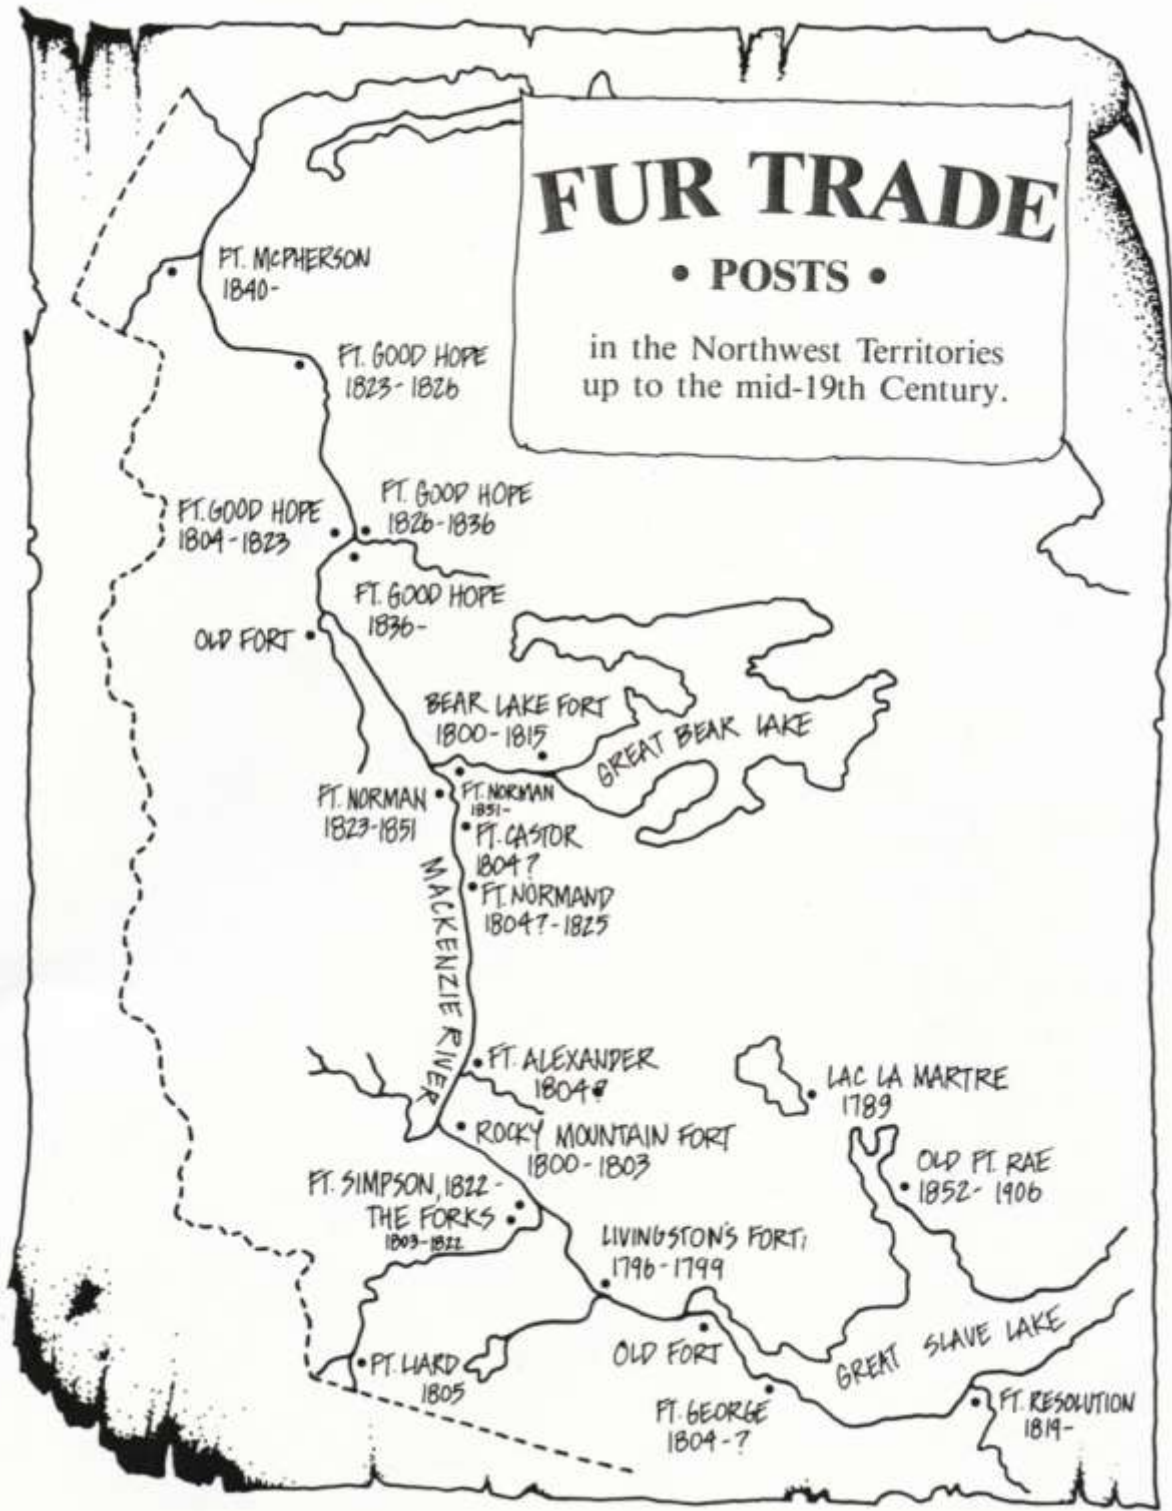 FUR TRADE
• POSTS •
in the Northwest Territories
up to the mid-19th Century.
FT. McPHERSON
1840-
FT. GOOD HOPE
1823-1826
FT. GOOD HOPE
1826-1836
FT. GOOD HOPE
1804-1823
FT. GOOD HOPE
1836-
OLD FORT
BEAR LAKE FORT
1800-1815
GREAT BEAR LAKE
FT. NORMAN
1823-1851
FT. NORMAN
1851-
FT. CASTOR
1804?
FT. NORMAND
1804?-1825
MACKENZIE RIVER
FT. ALEXANDER
1804?
LAC LA MARTRE
1789
ROCKY MOUNTAIN FORT
1800-1803
OLD FT. RAE
1852-1906
FT. SIMPSON, 1822-
THE FORKS
1803-1822
LIVINGSTON'S FORT,
1796-1799
OLD FORT
GREAT SLAVE LAKE
FT. LIARD
1805
FT. GEORGE
1804-?
FT. RESOLUTION
1819-